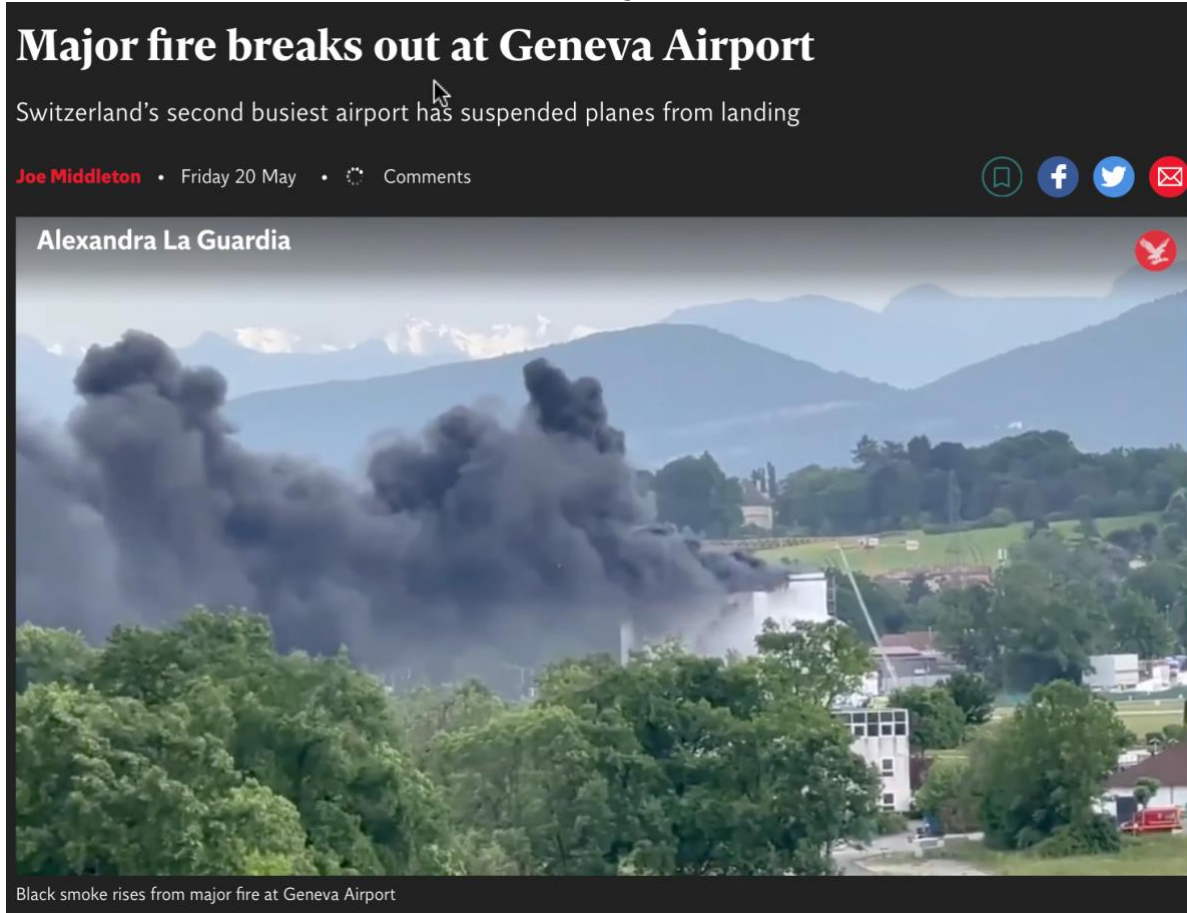 Major fire breaks out at Geneva Airport
Switzerland's second busiest airport has suspended planes from landing
Joe Middleton • Friday 20 May • Comments
Alexandra La Guardia
Black smoke rises from major fire at Geneva Airport